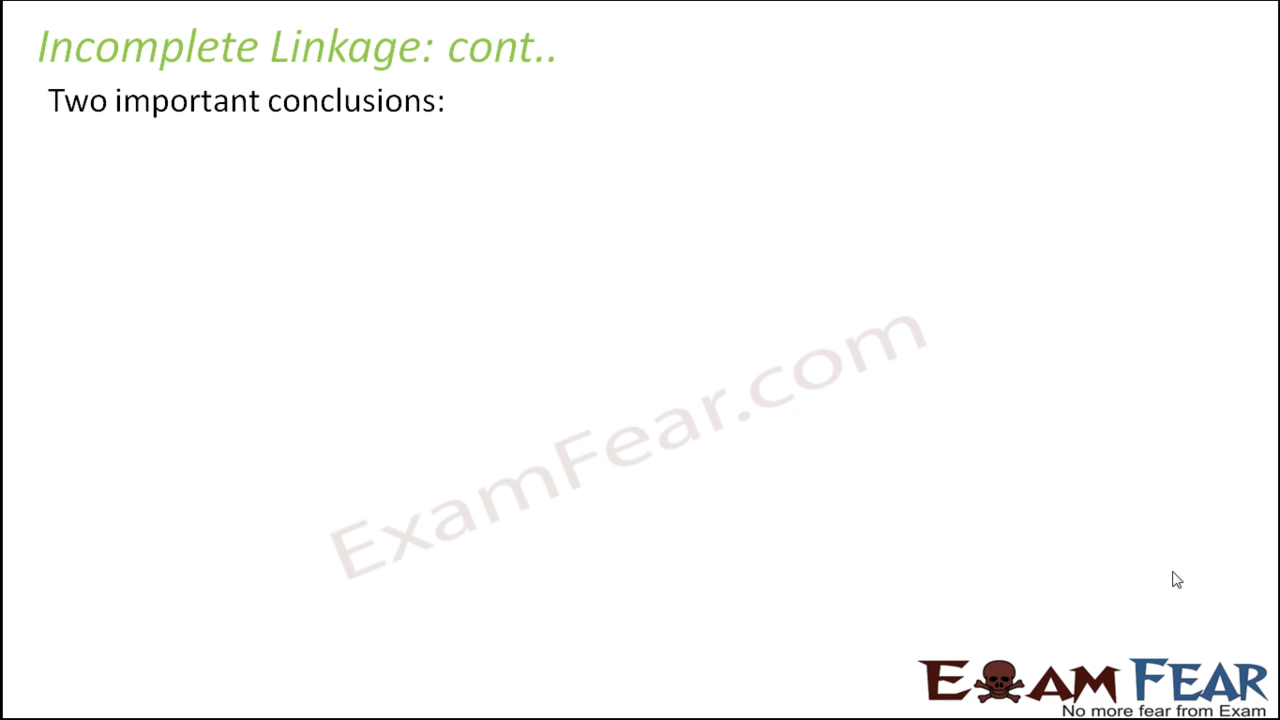 Incomplete Linkage: cont..
Two important conclusions:
ExamFear.com
EXAM FEAR
No more fear from Exam